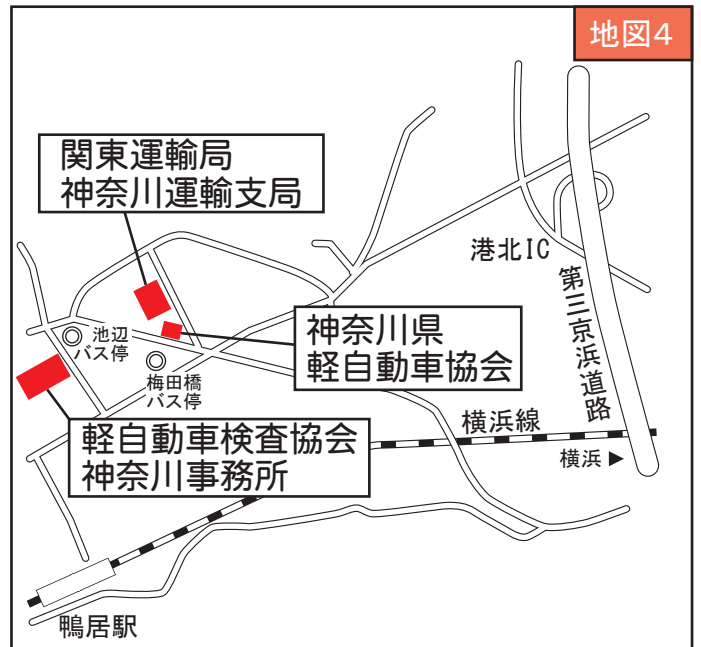 地図4
関東運輸局
神奈川運輸支局
港北IC
第三京浜道路
神奈川県
軽自動車協会
池辺
バス停
梅田橋
バス停
横浜線
軽自動車検査協会
神奈川事務所
横浜▶
鴨居駅